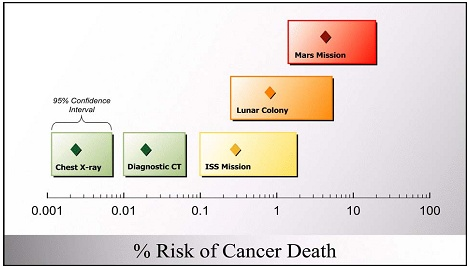 Mars Mission
Lunar Colony
95% Confidence
Interval
Chest X-ray
Diagnostic CT
ISS Mission
0.001
0.01
0.1
1
10
100
% Risk of Cancer Death